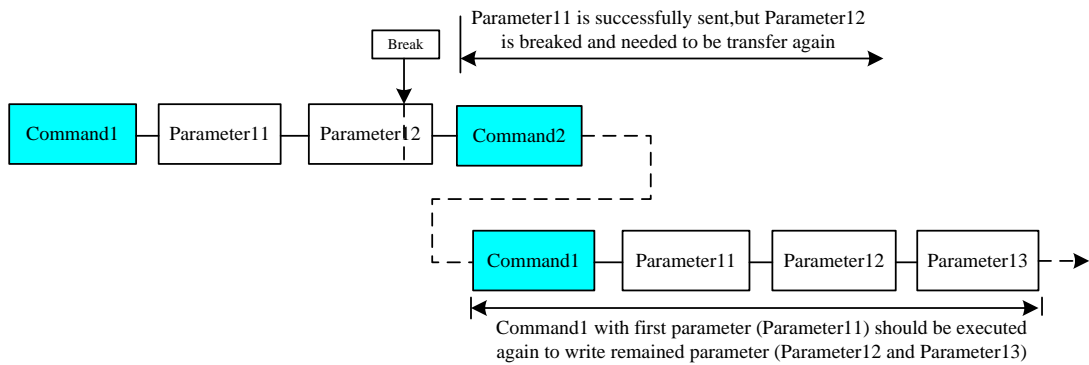 Parameter11 is successfully sent,but Parameter12
is breaked and needed to be transfer again
Break
Command1
Parameter11
Parameter12
Command2
Command1
Parameter11
Parameter12
Parameter13
Command1 with first parameter (Parameter11) should be executed
again to write remained parameter (Parameter12 and Parameter13)